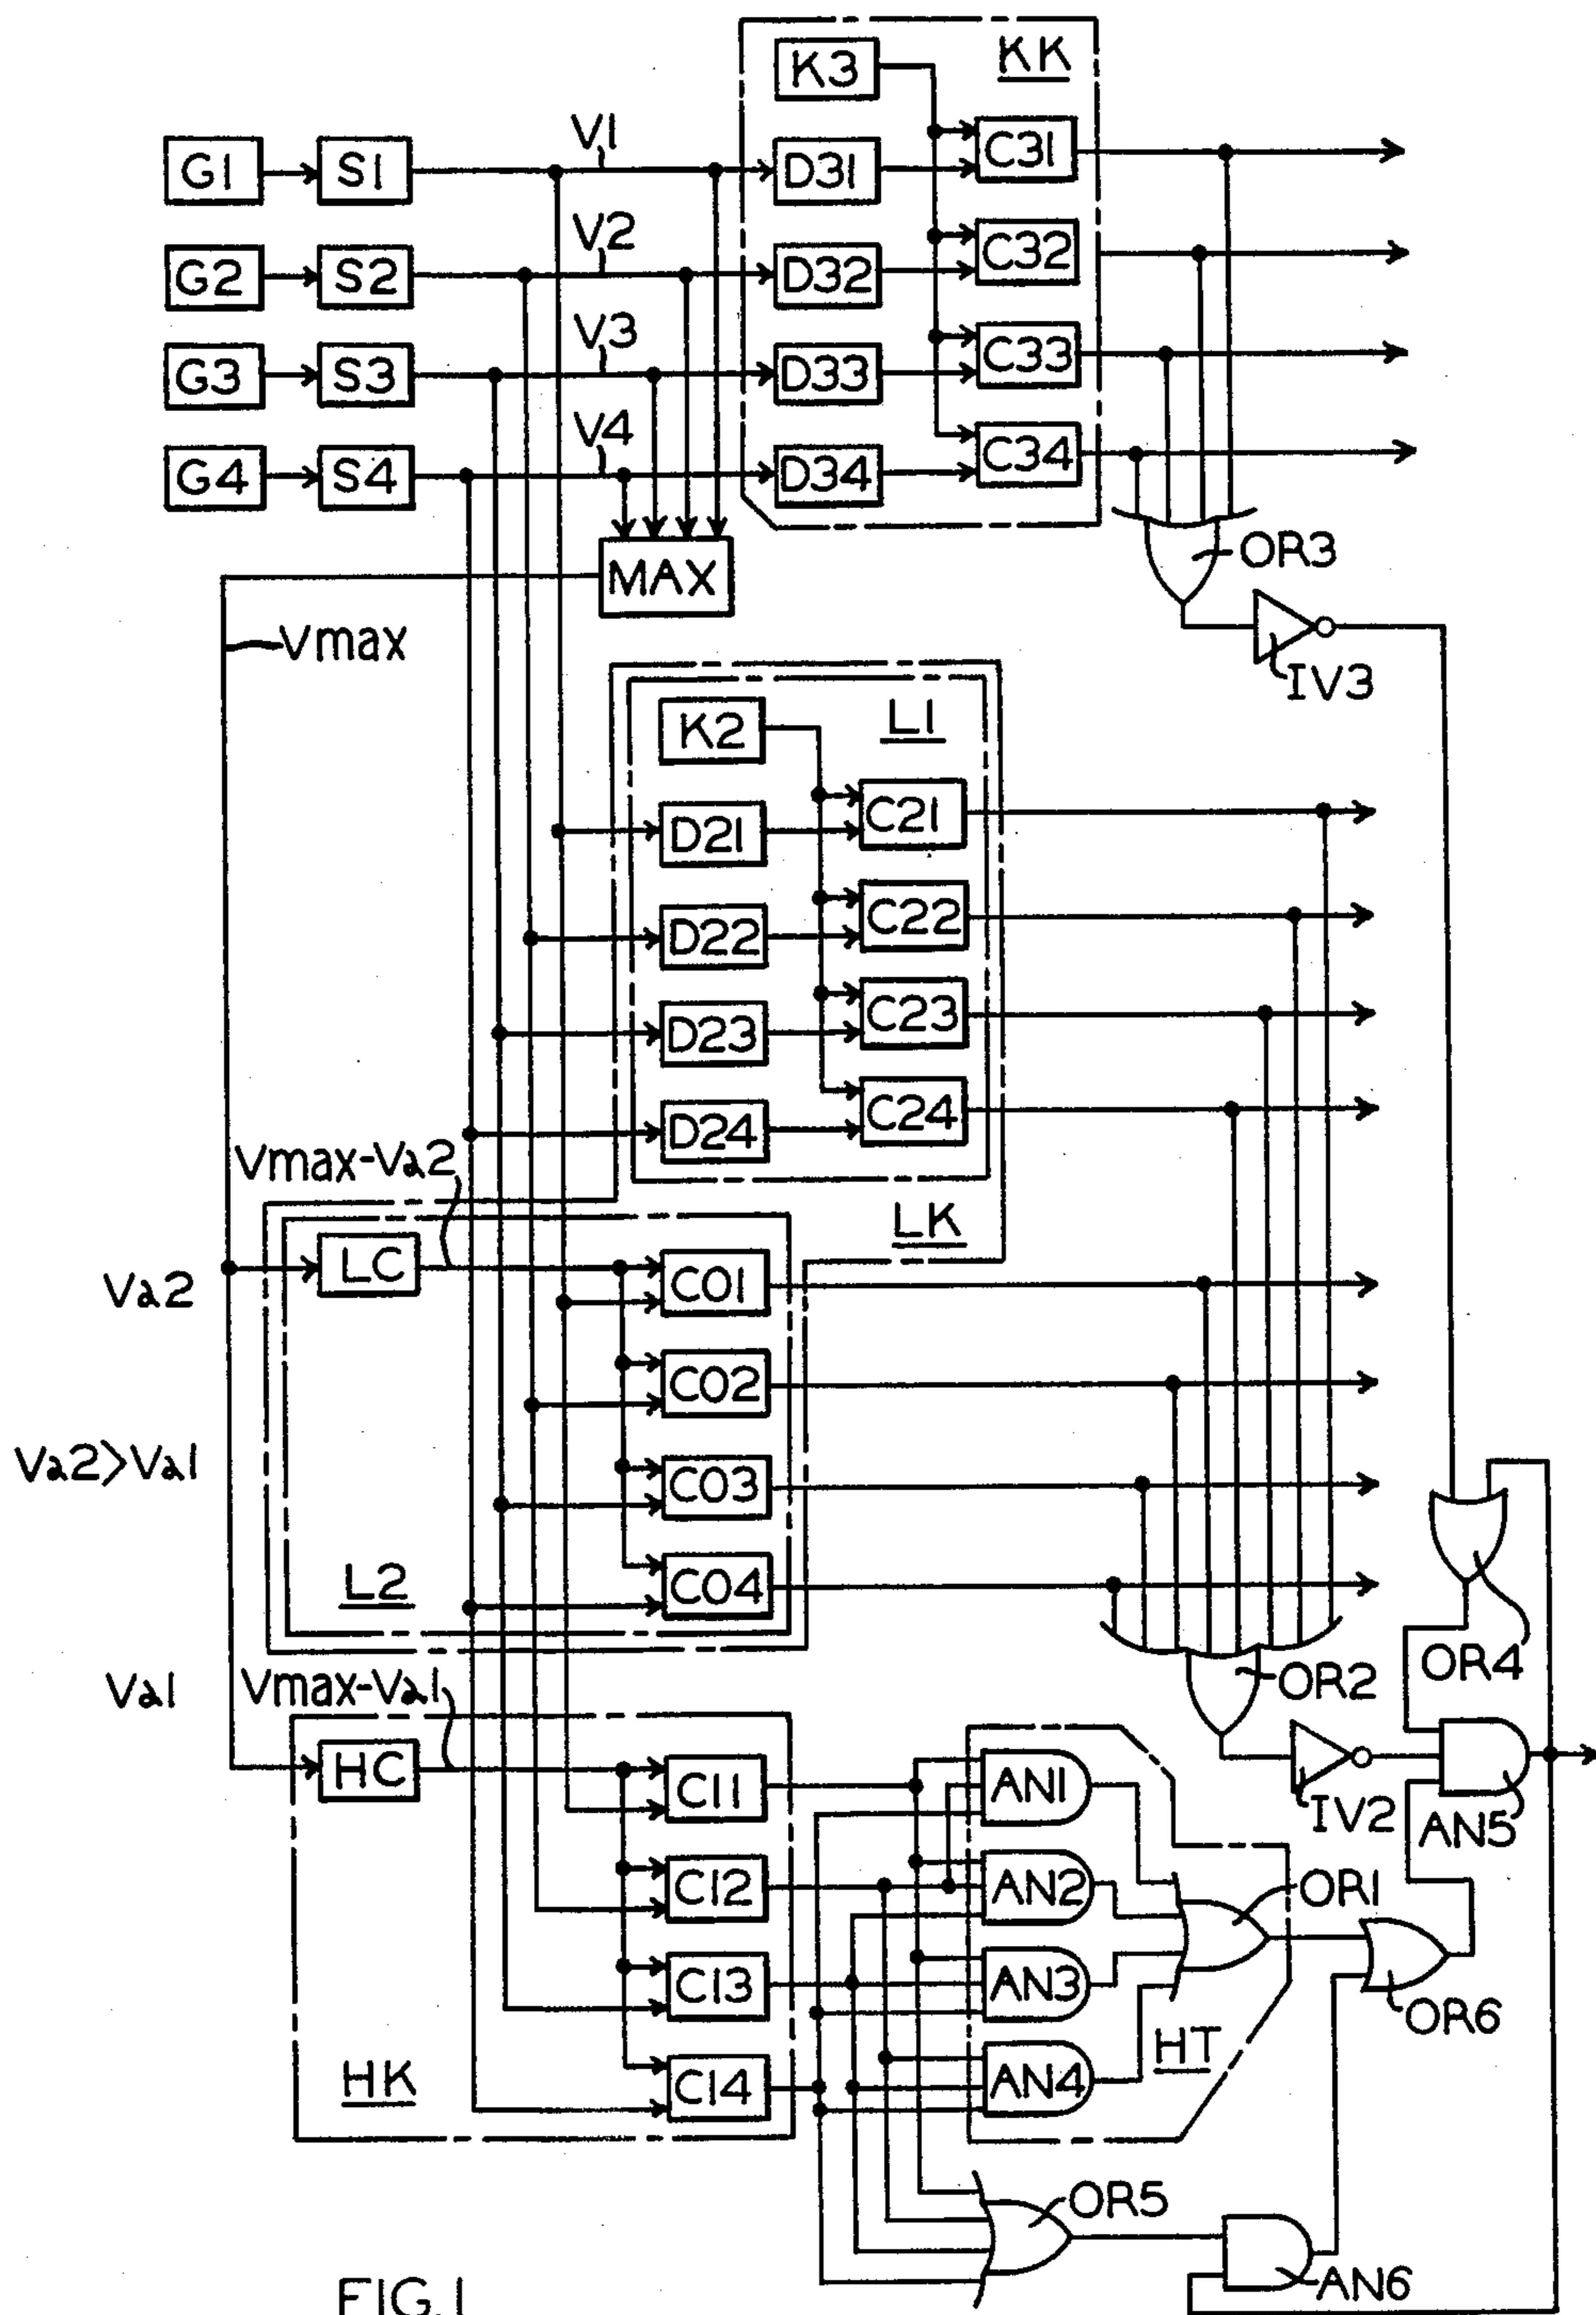 K3
KK
V1
G1
S1
D31
C31
V2
G2
S2
D32
C32
V3
G3
S3
D33
C33
V4
G4
S4
D34
C34
OR3
MAX
Vmax
IV3
K2
L1
D21
C21
D22
C22
D23
C23
D24
C24
Vmax-Va2
LK
LC
Va2
C01
C02
Va2>Va1
C03
L2
C04
OR4
OR2
Va1
Vmax-Va1
HC
C11
AN1
IV2
AN5
C12
AN2
OR1
C13
AN3
OR6
HT
HK
C14
AN4
OR5
AN6
FIG.1